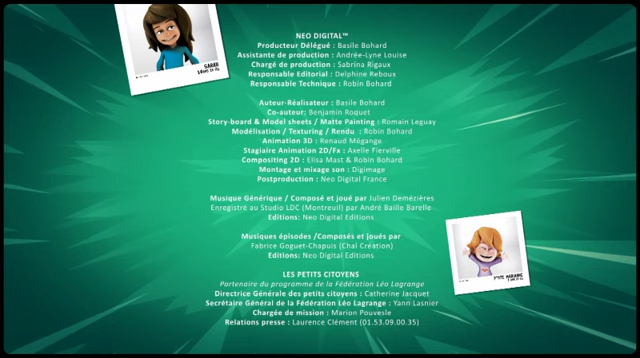 NEO DIGITAL™
Producteur Délégué : Basile Bohard
Assistante de production : Andrée-Lyne Louise
Chargé de production : Sabrina Rigaux
Responsable Editorial : Delphine Reboux
Responsable Technique : Robin Bohard
SARAH
Auteur-Réalisateur : Basile Bohard
Co-auteur: Benjamin Roquet
Story-board & Model sheets / Matte Painting : Romain Leguay
Modélisation / Texturing / Rendu : Robin Bohard
Animation 3D : Renaud Mégange
Stagiaire Animation 2D/Fx : Axelle Fierville
Compositing 2D : Elisa Mast & Robin Bohard
Montage et mixage son : Digimage
Postproduction : Neo Digital France
Musique Générique / Composé et joué par Julien Demézières
Enregistré au Studio LDC (Montreuil) par André Baille Barelle
Editions: Neo Digital Editions
Musiques épisodes /Composés et joués par
Fabrice Goguet-Chapuis (Chal Création)
Editions: Neo Digital Editions
LES PETITS CITOYENS
Partenaire du programme de la Fédération Léo Lagrange
Directrice Générale des petits citoyens : Catherine Jacquet
Secrétaire Général de la Fédération Léo Lagrange : Yann Lasnier
Chargée de mission : Marion Pouvesle
Relations presse : Laurence Clément (01.53.09.00.35)